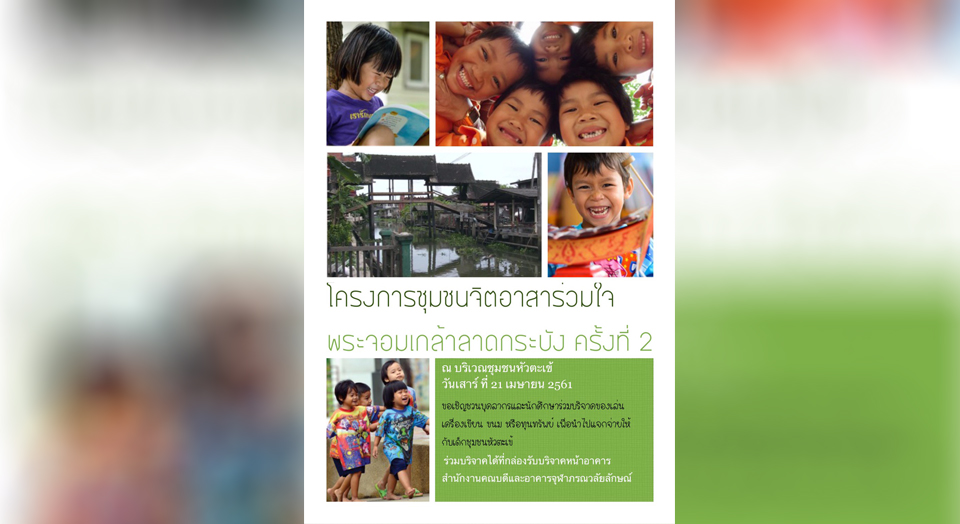 เรารั
โครงการชุมชนจิตอาสาร่วมใจ
พระจอมเกล้าลาดกระบัง ครั้งที่ 2
ณ บริเวณชุมชนหัวตะเข้
วันเสาร์ ที่ 21 เมษายน 2561
ขอเชิญชวนบุคลากรและนักศึกษาร่วมบริจาคของเล่น
เครื่องเขียน ขนม หรือทุนทรัพย์ เพื่อนำไปแจกจ่ายให้
กับเด็กชุมชนหัวตะเข้
ร่วมบริจาคได้ที่กล่องรับบริจาคหน้าอาคาร
สำนักงานคณบดีและอาคารจุฬาภรณวลัยลักษณ์